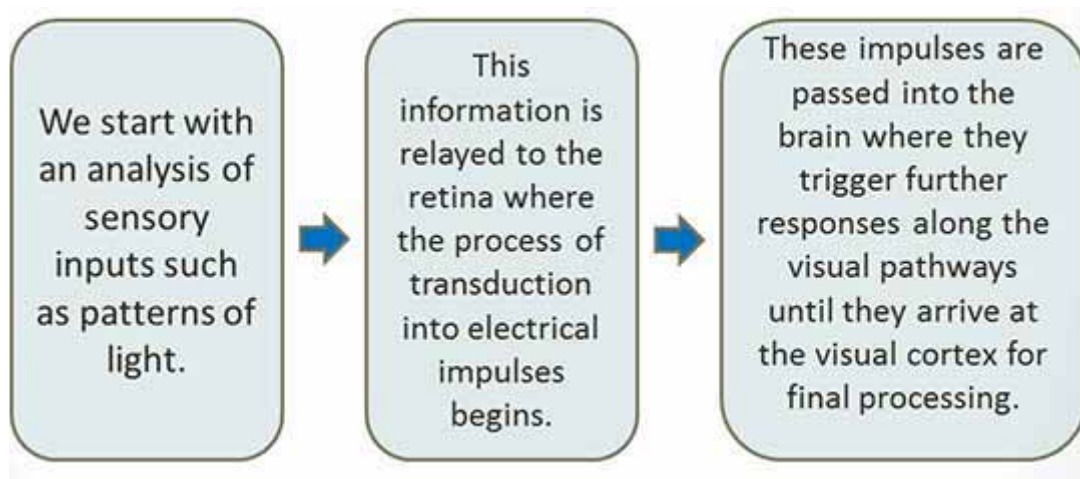 We start with
an analysis of
sensory
inputs such
as patterns of
light.
This
information is
relayed to the
retina where
the process of
transduction
into electrical
impulses
begins.
These impulses are
passed into the
brain where they
trigger further
responses along the
visual pathways
until they arrive at
the visual cortex for
final processing.